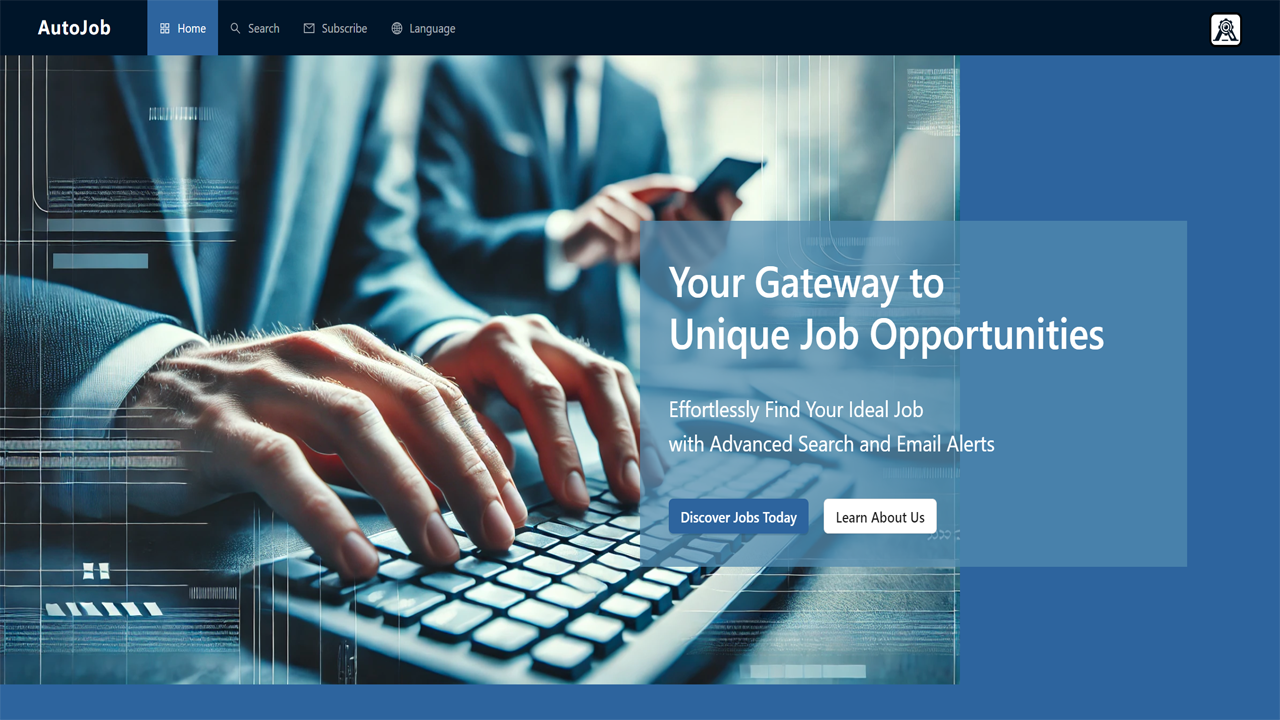 AutoJob
Home
Search
Subscribe
Language
Your Gateway to
Unique Job Opportunities
Effortlessly Find Your Ideal Job
with Advanced Search and Email Alerts
Discover Jobs Today
Learn About Us